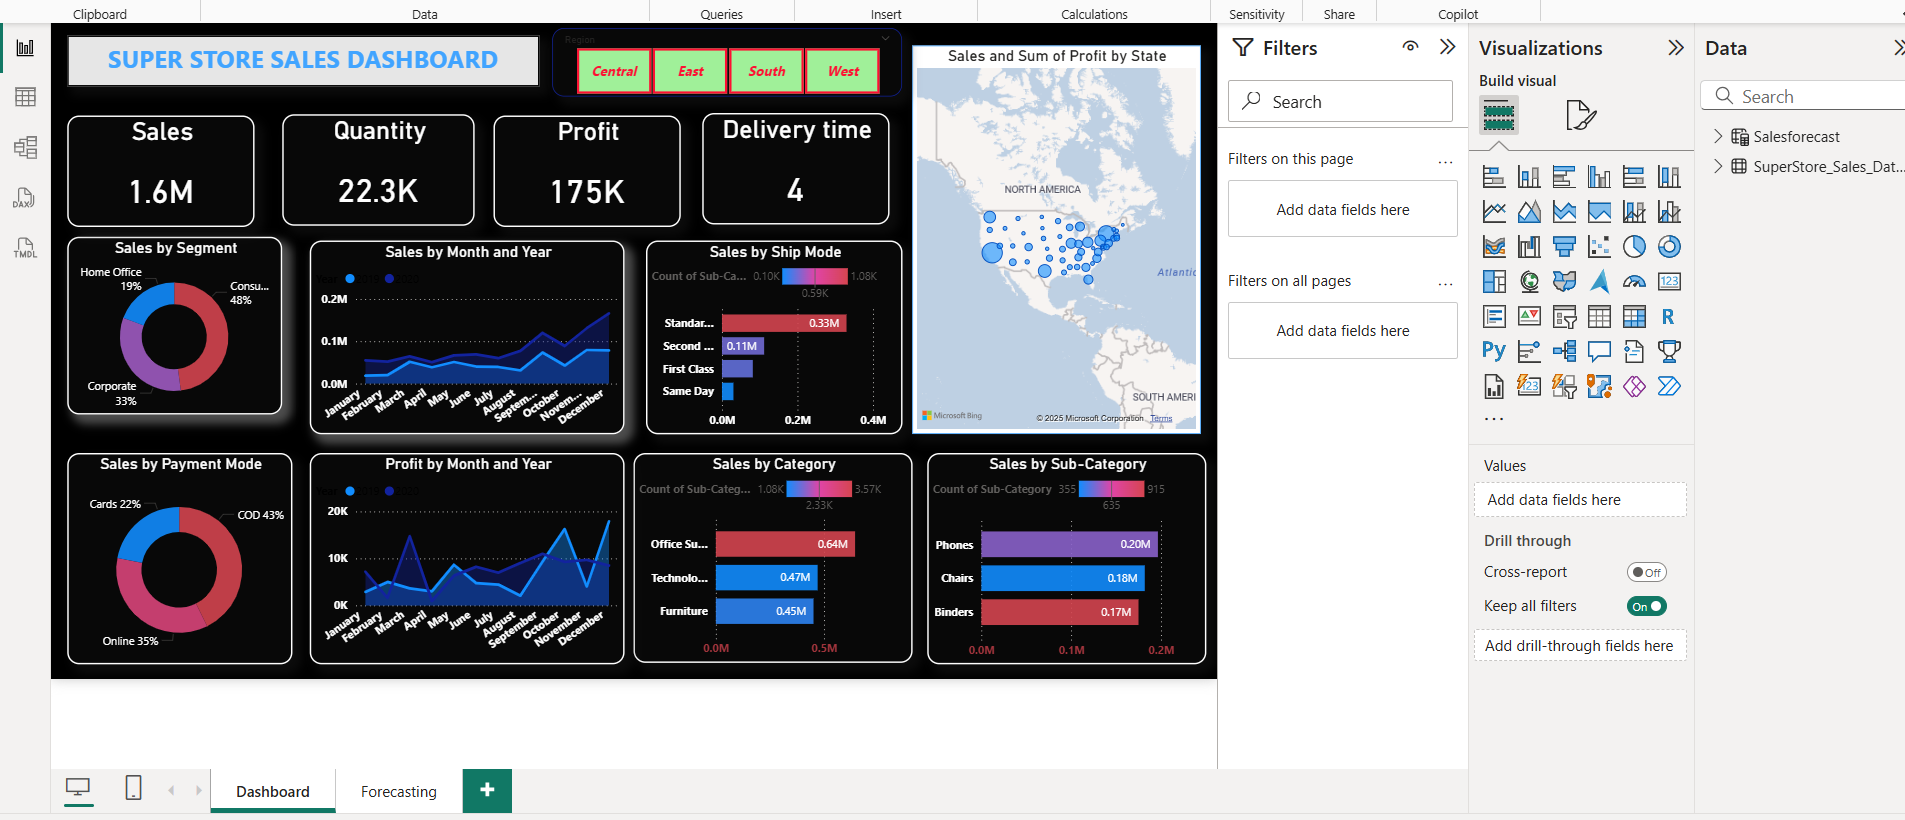 Clipboard
Data
Queries
Insert
Calculations
Sensitivity
Share
Copilot
SUPER STORE SALES DASHBOARD
Region
Central
East
South
West
Sales
1.6M
Quantity
22.3K
Profit
175K
Delivery time
4
Sales and Sum of Profit by State
NORTH AMERICA
Atlantic
SOUTH AMERI
Microsoft Bing
© 2025 Microsoft Corporation Terms
Sales by Segment
Home Office
19%
Consu...
48%
Corporate
33%
Sales by Month and Year
0.2M
0.1M
0.0M
January
February
March
April
May
June
July
August
Septem...
October
Novem...
December
Sales by Ship Mode
Count of Sub-Ca...
0.10K
1.08K
0.59K
Standar...
0.33M
Second ...
0.11M
First Class
Same Day
0.0M
0.2M
0.4M
Sales by Payment Mode
Cards 22%
COD 43%
Online 35%
Profit by Month and Year
20K
10K
0K
January
February
March
April
May
June
July
August
September
October
November
December
Sales by Category
Count of Sub-Categ...
1.08K
3.57K
2.33K
Office Su...
0.64M
Technolo...
0.47M
Furniture
0.45M
0.0M
0.5M
Sales by Sub-Category
Count of Sub-Category
355
915
635
Phones
0.20M
Chairs
0.18M
Binders
0.17M
0.0M
0.1M
0.2M
DAX
TMDL
Dashboard
Forecasting
+
Filters
Search
Filters on this page
...
Add data fields here
Filters on all pages
...
Add data fields here
Visualizations
Build visual
123
R
Py
123
...
Values
Add data fields here
Drill through
Cross-report
Off
Keep all filters
On
Add drill-through fields here
Data
Search
Salesforecast
SuperStore_Sales_Dat...